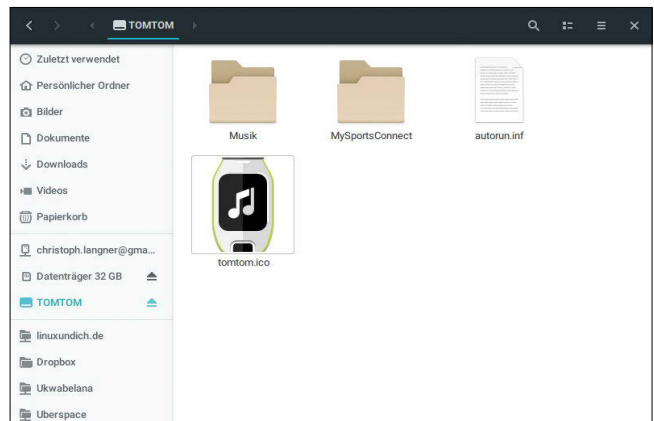 TOMTOM
Zuletzt verwendet
Persönlicher Ordner
Bilder
Dokumente
Downloads
Videos
Papierkorb
christoph.langner@gma...
Datenträger 32 GB
TOMTOM
linuxundich.de
Dropbox
Ukwabelana
Uberspace
Musik
MySportsConnect
autorun.inf
tomtom.ico